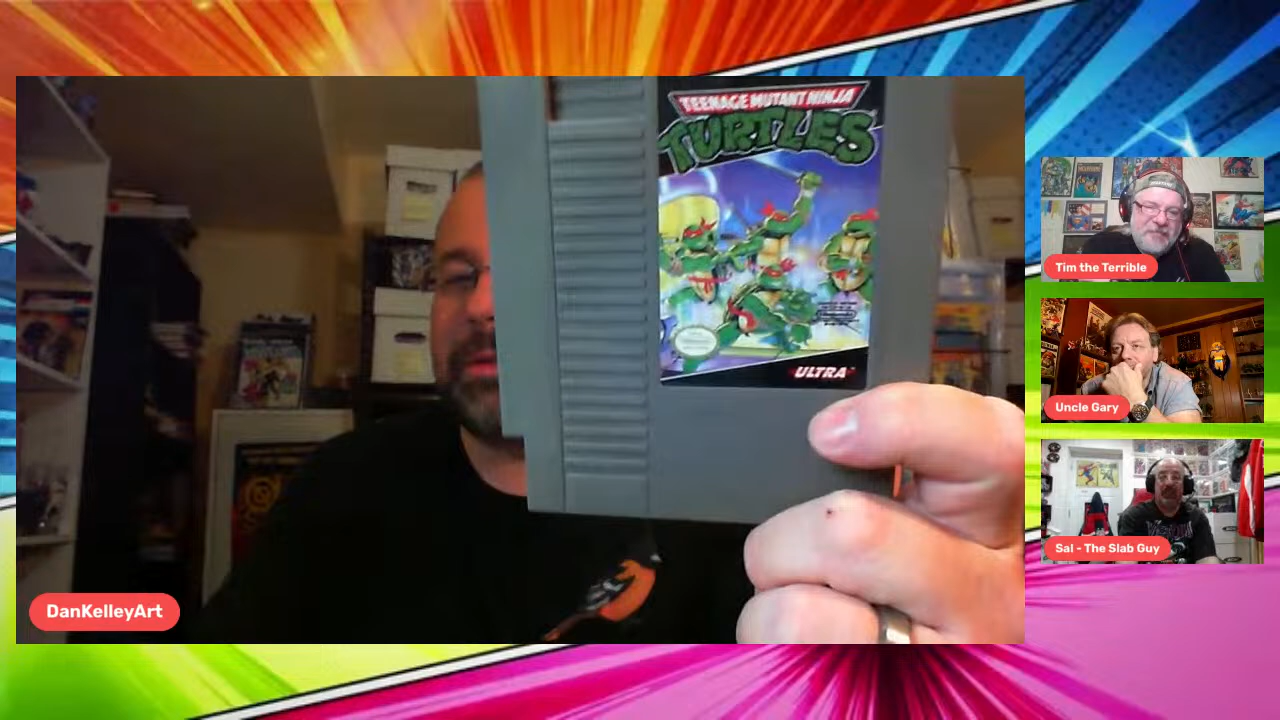 TEENAGE MUTANT NINJA
TURTLES
ULTRA
Tim the Terrible
Uncle Gary
Sal - The Slab Guy
DanKelleyArt